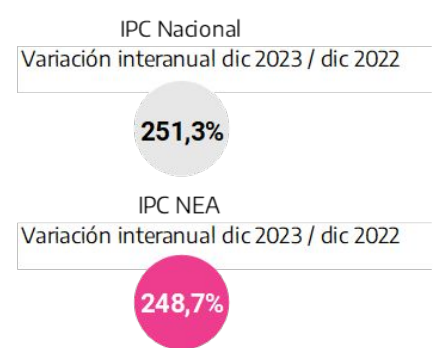 IPC Nacional
Variación interanual dic 2023 / dic 2022
251,3%
IPC NEA
Variación interanual dic 2023 / dic 2022
248,7%